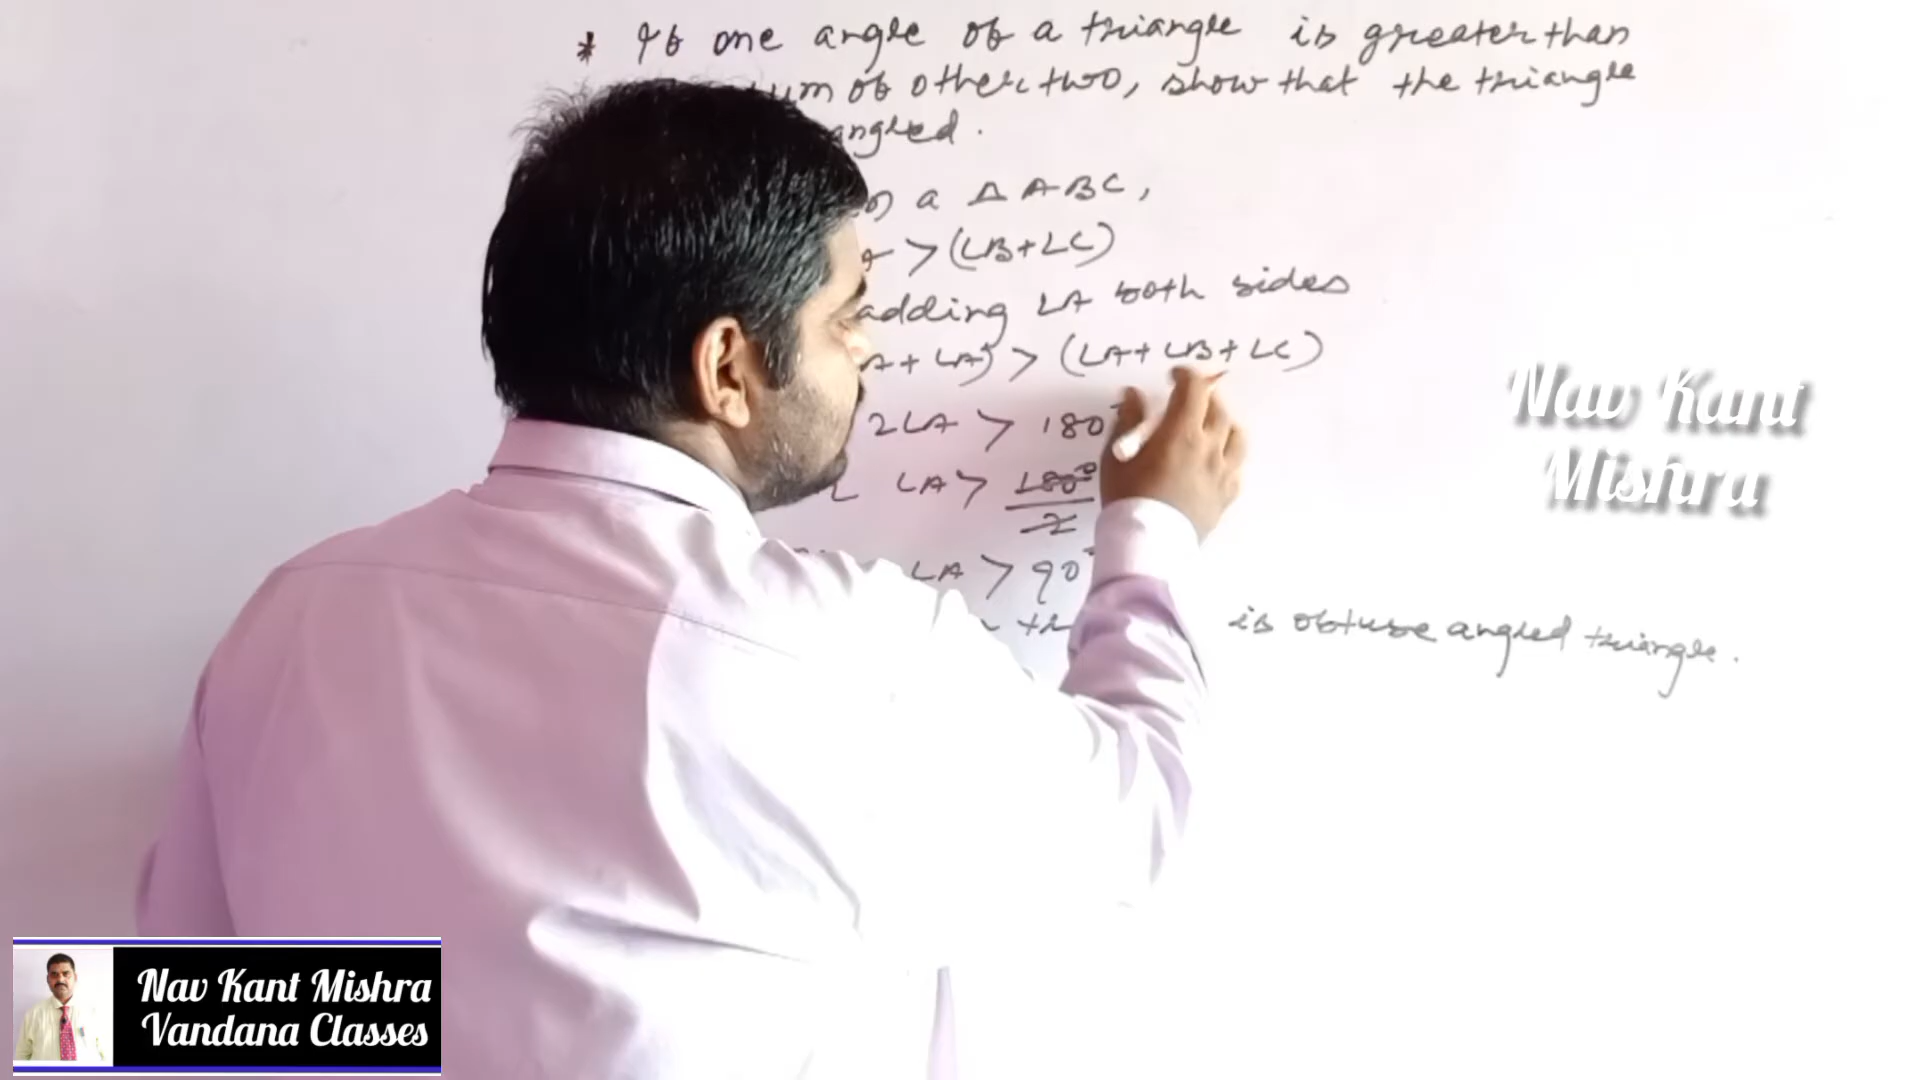 * If one angle of a triangle is greater than
sum of other two, show that the triangle
angled.
a Δ ABC,
> (∠B+∠C)
adding ∠A both sides
A + ∠A) > (∠A+∠B+∠C)
2∠A > 180°
∠A > 180°/2
∠A > 90°
is obtuse angled triangle.
Nav Kant
Mishra
Nav Kant Mishra
Vandana Classes